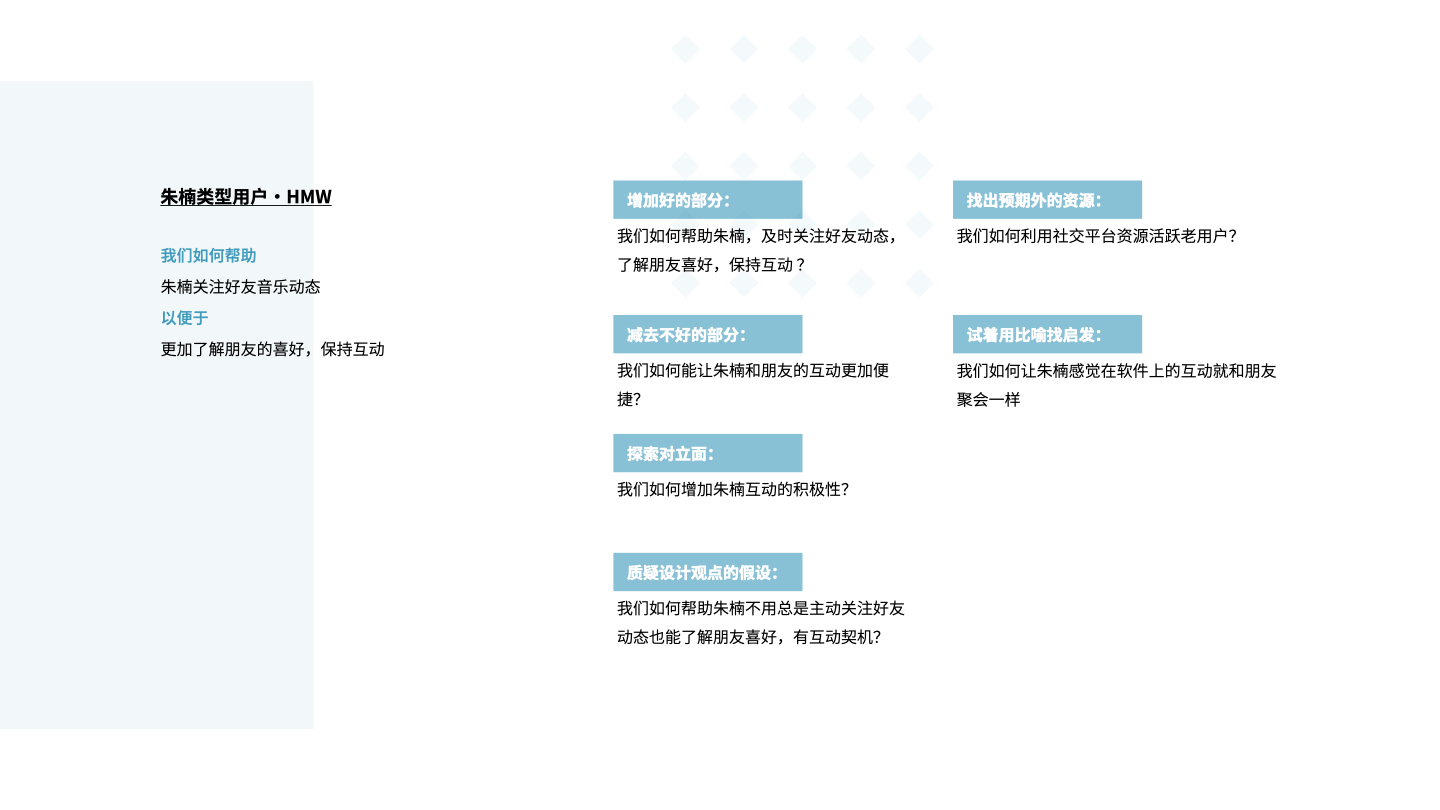 朱楠类型用户·HMW
我们如何帮助
朱楠关注好友音乐动态
以便于
更加了解朋友的喜好，保持互动
增加好的部分：
我们如何帮助朱楠，及时关注好友动态，
了解朋友喜好，保持互动？
减去不好的部分：
我们如何能让朱楠和朋友的互动更加便
捷？
探索对立面：
我们如何增加朱楠互动的积极性？
质疑设计观点的假设：
我们如何帮助朱楠不用总是主动关注好友
动态也能了解朋友喜好，有互动契机？
找出预期外的资源：
我们如何利用社交平台资源活跃老用户？
试着用比喻找启发：
我们如何让朱楠感觉在软件上的互动就和朋友
聚会一样